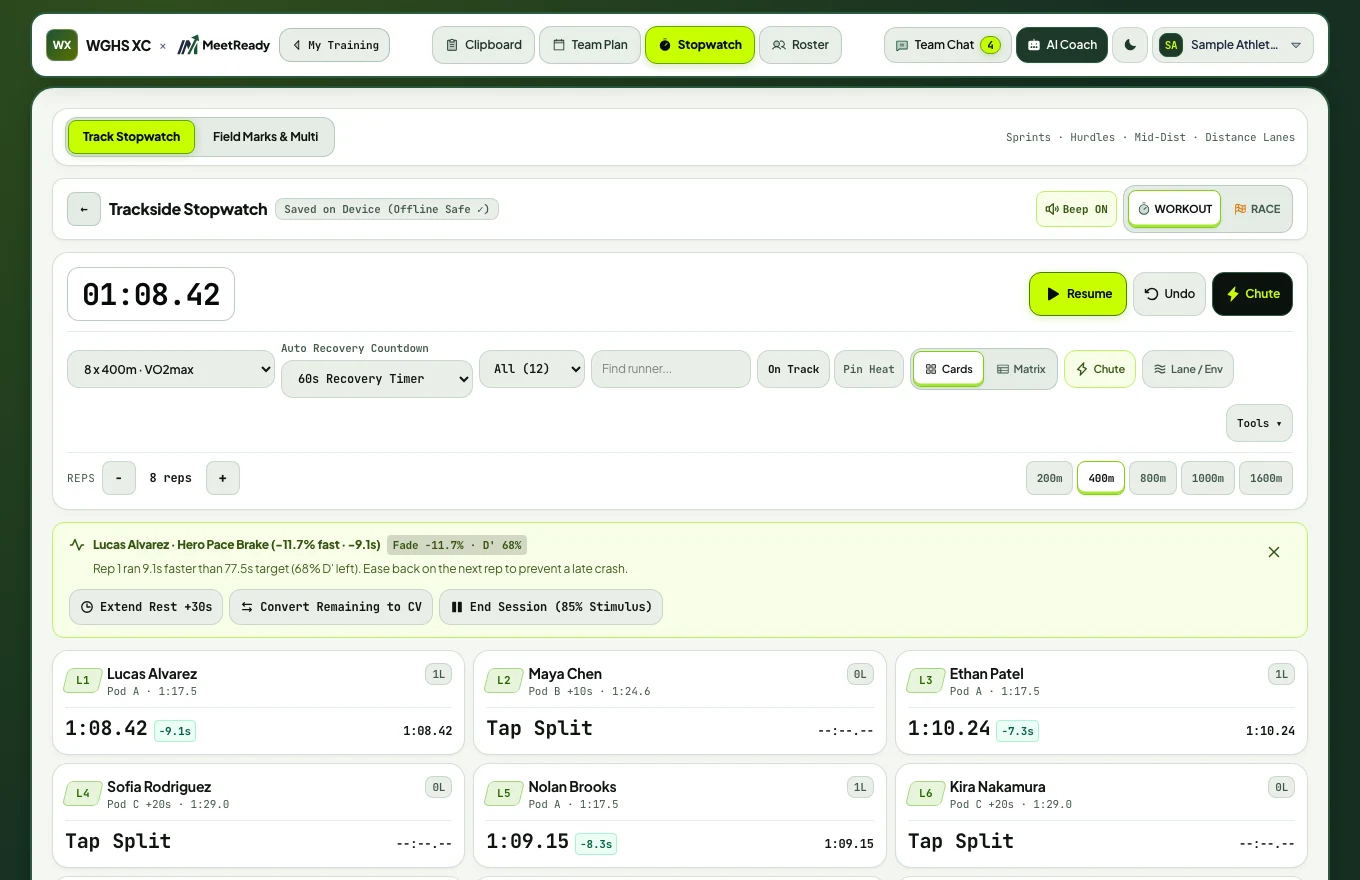 WX WGHS XC × MeetReady My Training Clipboard Team Plan Stopwatch Roster Team Chat 4 AI Coach SA Sample Athlet...
Track Stopwatch Field Marks & Multi Sprints · Hurdles · Mid-Dist · Distance Lanes
← Trackside Stopwatch Saved on Device (Offline Safe ✓) Beep ON WORKOUT RACE
01:08.42 Resume Undo Chute
Auto Recovery Countdown
8 x 400m · VO2max 60s Recovery Timer All (12) Find runner... On Track Pin Heat Cards Matrix Chute Lane / Env
Tools ▾
REPS - 8 reps + 200m 400m 800m 1000m 1600m
Lucas Alvarez · Hero Pace Brake (-11.7% fast · -9.1s) Fade -11.7% · D' 68%
Rep 1 ran 9.1s faster than 77.5s target (68% D' left). Ease back on the next rep to prevent a late crash.
Extend Rest +30s Convert Remaining to CV End Session (85% Stimulus)
L1 Lucas Alvarez 1L
Pod A · 1:17.5
1:08.42 -9.1s 1:08.42
L2 Maya Chen 0L
Pod B +10s · 1:24.6
Tap Split --:--.--
L3 Ethan Patel 1L
Pod A · 1:17.5
1:10.24 -7.3s 1:10.24
L4 Sofia Rodriguez 0L
Pod C +20s · 1:29.0
Tap Split --:--.--
L5 Nolan Brooks 1L
Pod A · 1:17.5
1:09.15 -8.3s 1:09.15
L6 Kira Nakamura 0L
Pod C +20s · 1:29.0
Tap Split --:--.--